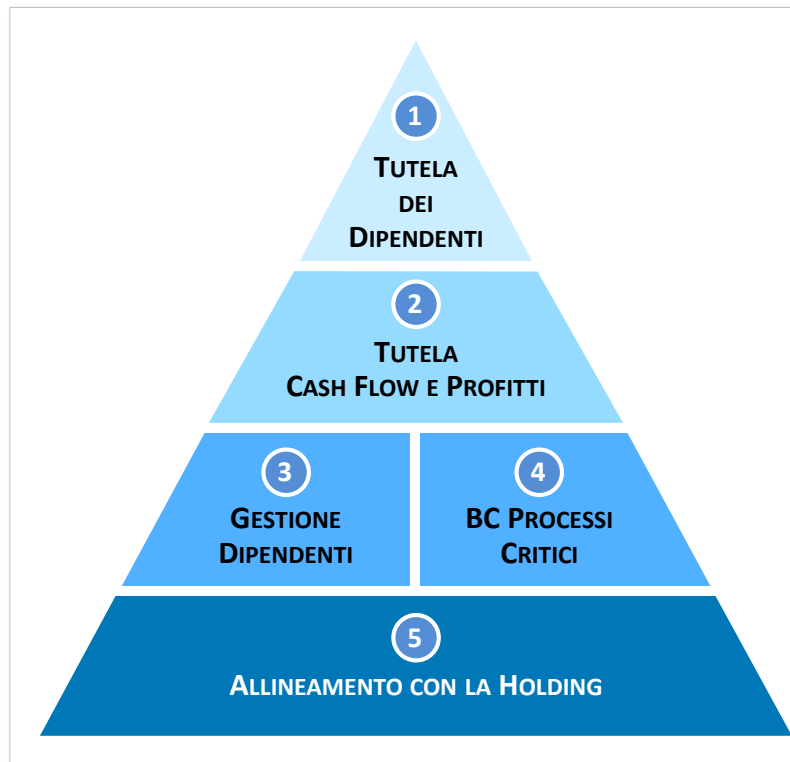 1
Tutela
dei
Dipendenti
2
Tutela
Cash Flow e Profitti
3
Gestione
Dipendenti
4
BC Processi
Critici
5
Allineamento con la Holding